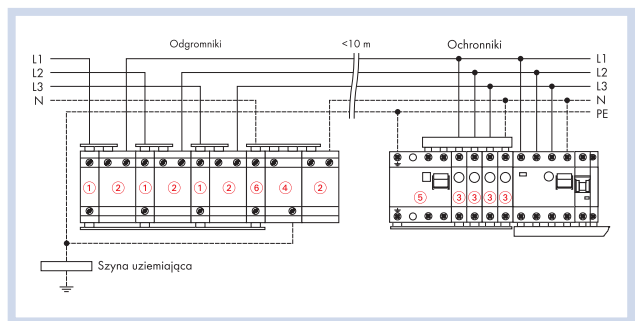 Odgromniki <10 m Ochronniki
L1 L1
L2 L2
L3 L3
N N
PE
1 2 1 2 1 2 6 4 2 5 3 3 3 3
Szyna uziemiająca